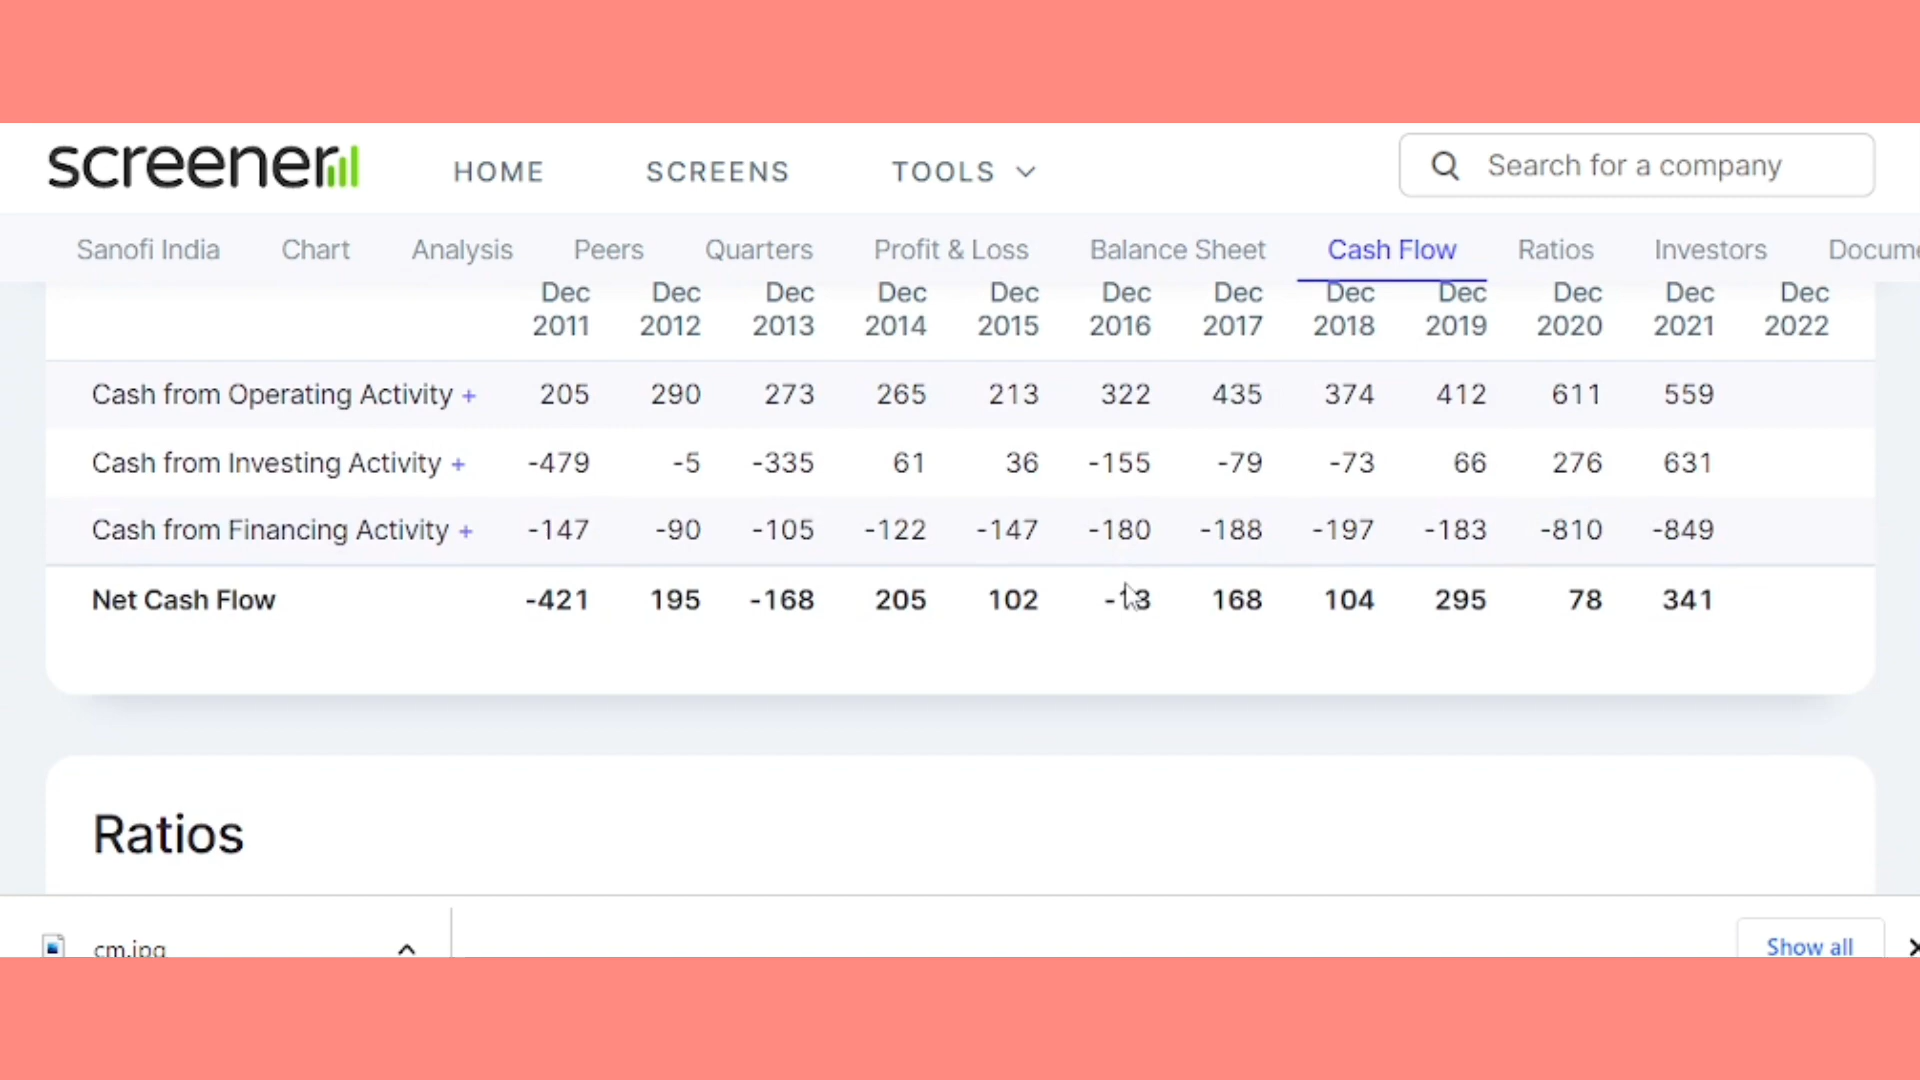 screener HOME SCREENS TOOLS Search for a company
Sanofi India Chart Analysis Peers Quarters Profit & Loss Balance Sheet Cash Flow Ratios Investors
Dec Dec Dec Dec Dec Dec Dec Dec Dec Dec Dec Dec
2011 2012 2013 2014 2015 2016 2017 2018 2019 2020 2021 2022
Cash from Operating Activity + 205 290 273 265 213 322 435 374 412 611 559
Cash from Investing Activity + -479 -5 -335 61 36 -155 -79 -73 66 276 631
Cash from Financing Activity + -147 -90 -105 -122 -147 -180 -188 -197 -183 -810 -849
Net Cash Flow -421 195 -168 205 102 168 104 295 78 341
Ratios
cm.jpg Show all